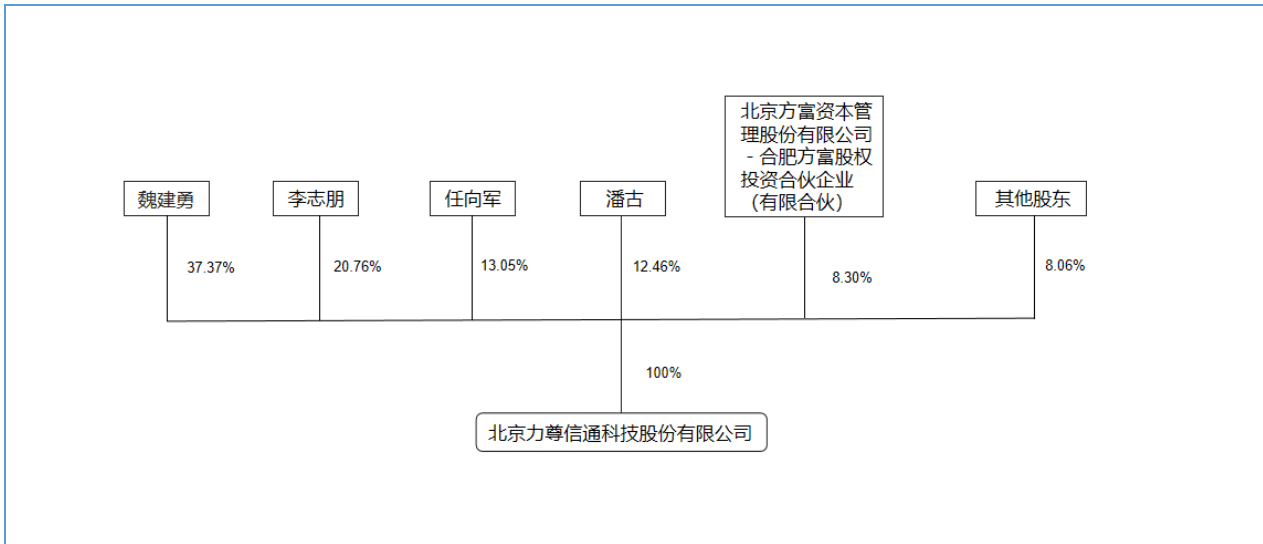 北京方富资本管
理股份有限公司
- 合肥方富股权
投资合伙企业
（有限合伙）
魏建勇
李志朋
任向军
潘古
其他股东
37.37%
20.76%
13.05%
12.46%
8.30%
8.06%
100%
北京力尊信通科技股份有限公司